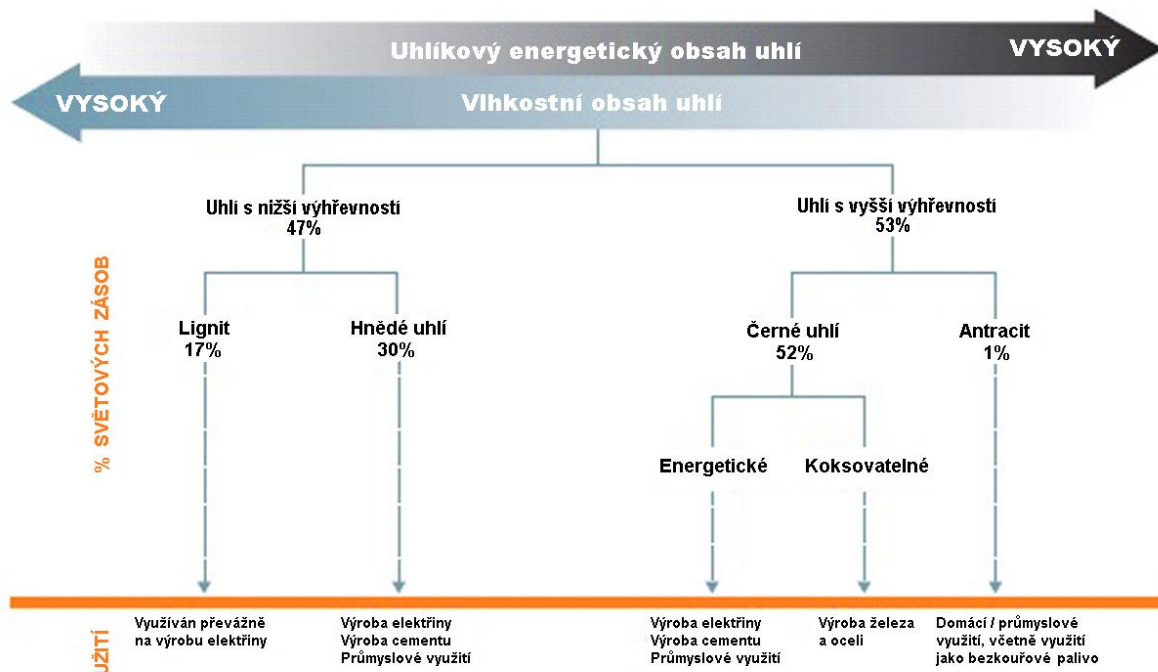 Uhlíkový energetický obsah uhlí
VYSOKÝ
VYSOKÝ
Vlhkostní obsah uhlí
Uhlí s nižší výhřevností
47%
Uhlí s vyšší výhřevností
53%
% SVĚTOVÝCH ZÁSOB
Lignit
17%
Hnědé uhlí
30%
Černé uhlí
52%
Antracit
1%
Energetické
Koksovatelné
Využíván převážně
na výrobu elektřiny
Výroba elektřiny
Výroba cementu
Průmyslové využití
Výroba elektřiny
Výroba cementu
Průmyslové využití
Výroba železa
a oceli
Domácí / průmyslové
využití, včetně využití
jako bezkouřové palivo